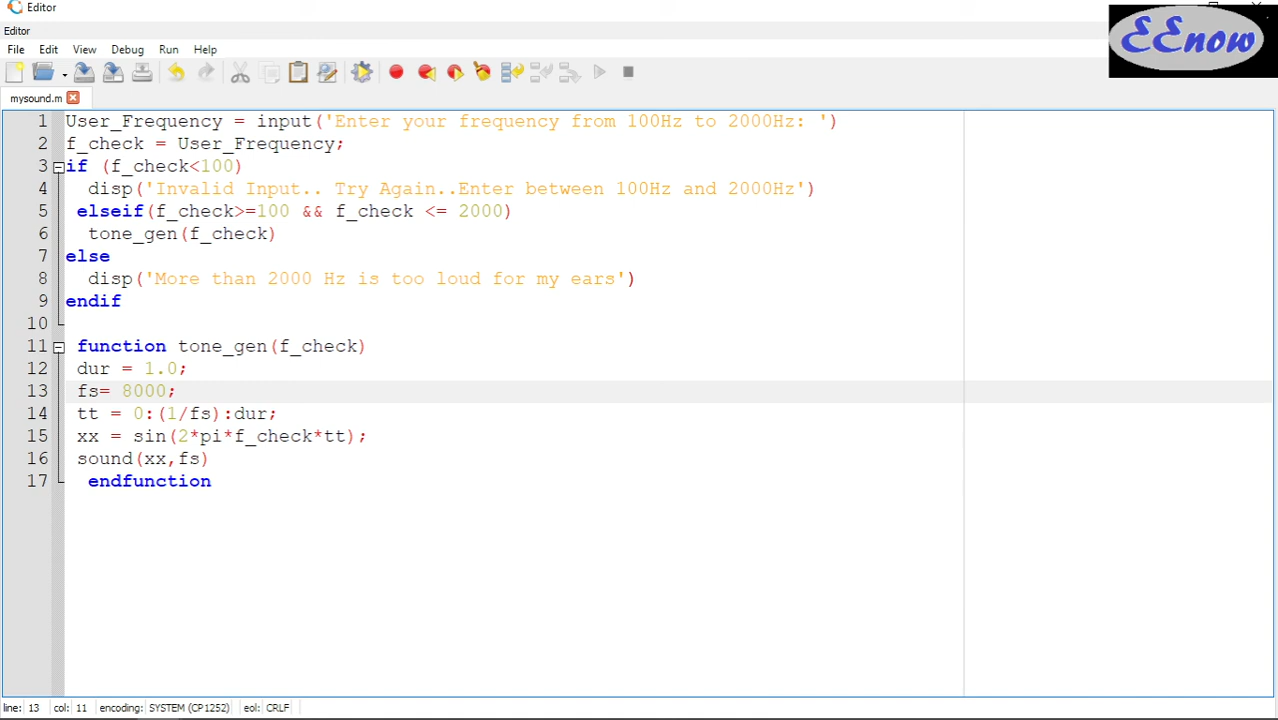 Editor
EEnow
Editor
File Edit View Debug Run Help
mysound.m
1 User_Frequency = input('Enter your frequency from 100Hz to 2000Hz: ')
2 f_check = User_Frequency;
3 if (f_check<100)
4 disp('Invalid Input.. Try Again..Enter between 100Hz and 2000Hz')
5 elseif(f_check>=100 && f_check <= 2000)
6 tone_gen(f_check)
7 else
8 disp('More than 2000 Hz is too loud for my ears')
9 endif
10
11 function tone_gen(f_check)
12 dur = 1.0;
13 fs= 8000;
14 tt = 0:(1/fs):dur;
15 xx = sin(2*pi*f_check*tt);
16 sound(xx,fs)
17 endfunction
line: 13 col: 11 encoding: SYSTEM (CP1252) eol: CRLF